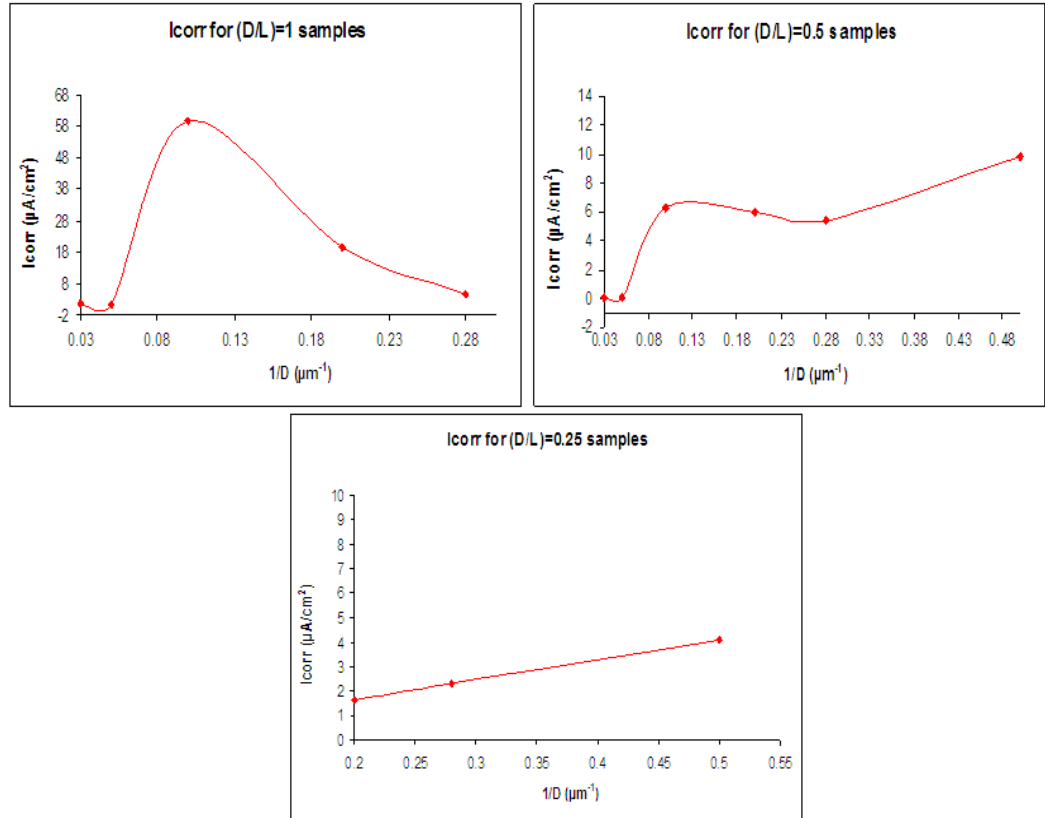 Icorr for (D/L)=1 samples
68
58
48
38
28
18
8
-2
Icorr (µA/cm²)
0.03 0.08 0.13 0.18 0.23 0.28
1/D (µm⁻¹)
Icorr for (D/L)=0.5 samples
14
12
10
8
6
4
2
0
-2
Icorr (µA/cm²)
0.03 0.08 0.13 0.18 0.23 0.28 0.33 0.38 0.43 0.48
1/D (µm⁻¹)
Icorr for (D/L)=0.25 samples
10
9
8
7
6
5
4
3
2
1
0
Icorr (µA/cm²)
0.2 0.25 0.3 0.35 0.4 0.45 0.5 0.55
1/D (µm⁻¹)